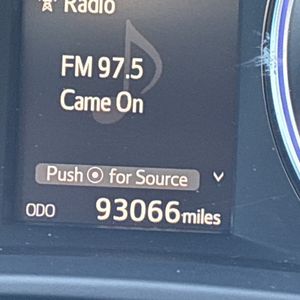 Radio
FM 97.5
Came On
Push for Source
ODO 93066 miles